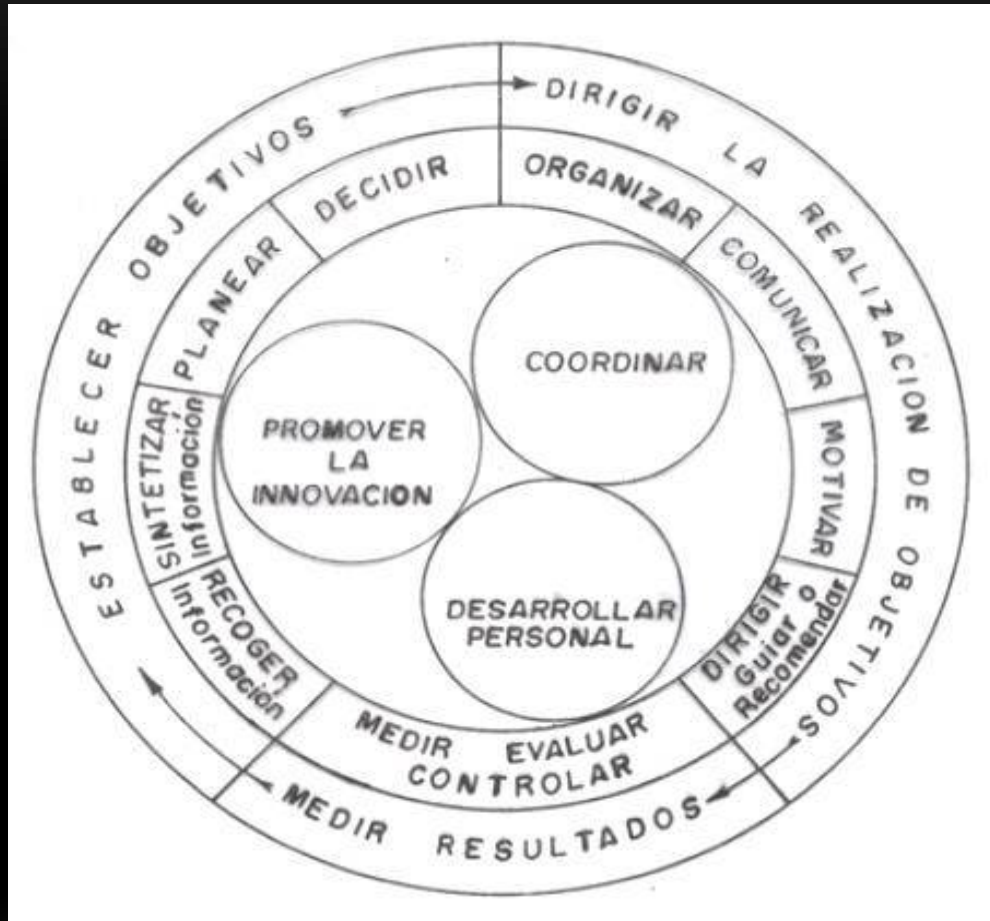 ESTABLECER OBJETIVOS
DIRIGIR LA REALIZACION DE OBJETIVOS
MEDIR RESULTADOS
RECOGER
Información
SINTETIZAR
Información
PLANEAR
DECIDIR
ORGANIZAR
COMUNICAR
MOTIVAR
DIRIGIR
Guiar o
Recomendar
MEDIR EVALUAR
CONTROLAR
COORDINAR
PROMOVER
LA
INNOVACION
DESARROLLAR
PERSONAL